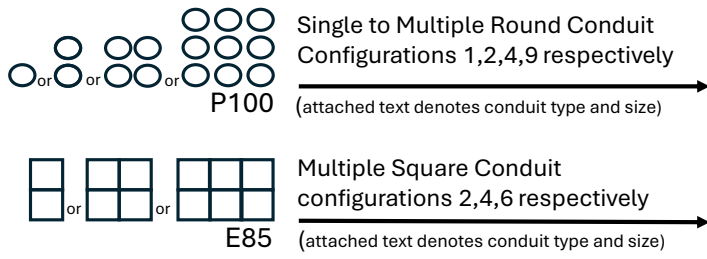 Single to Multiple Round Conduit
Configurations 1,2,4,9 respectively
or or or
P100
(attached text denotes conduit type and size)
Multiple Square Conduit
configurations 2,4,6 respectively
or or
E85
(attached text denotes conduit type and size)